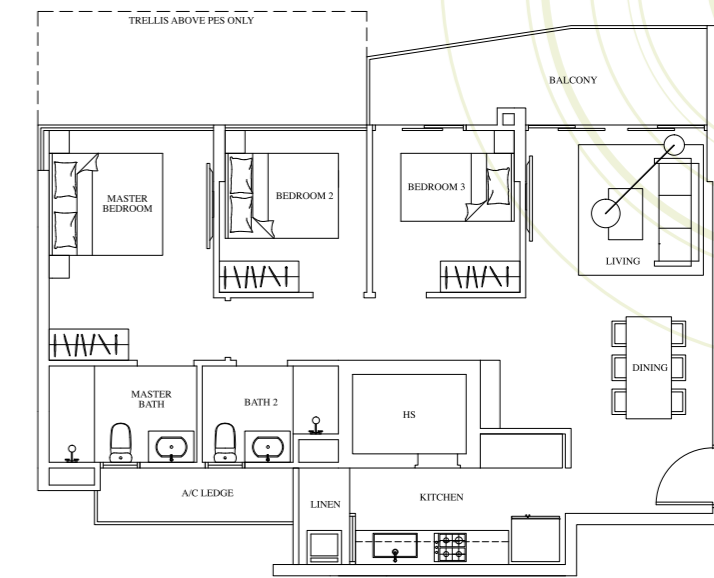 TRELLIS ABOVE PES ONLY
BALCONY
MASTER
BEDROOM
BEDROOM 2
BEDROOM 3
LIVING
DINING
MASTER
BATH
BATH 2
HS
A/C LEDGE
LINEN
KITCHEN